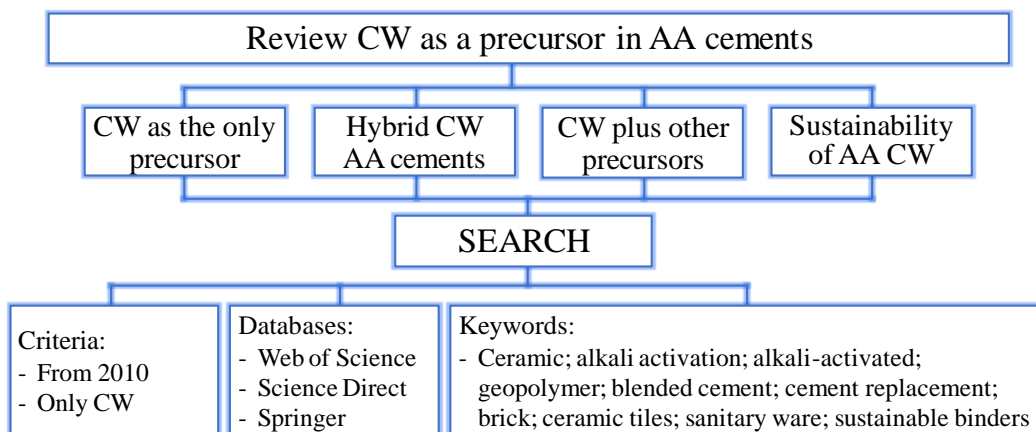 Review CW as a precursor in AA cements
CW as the only
precursor
Hybrid CW
AA cements
CW plus other
precursors
Sustainability
of AA CW
SEARCH
Criteria:
- From 2010
- Only CW
Databases:
- Web of Science
- Science Direct
- Springer
Keywords:
- Ceramic; alkali activation; alkali-activated;
geopolymer; blended cement; cement replacement;
brick; ceramic tiles; sanitary ware; sustainable binders